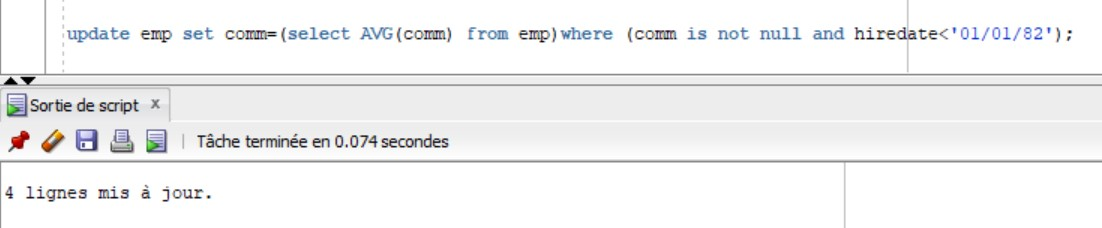 update emp set comm=(select AVG(comm) from emp)where (comm is not null and hiredate<'01/01/82');
Sortie de script x
Tâche terminée en 0.074 secondes
4 lignes mis à jour.